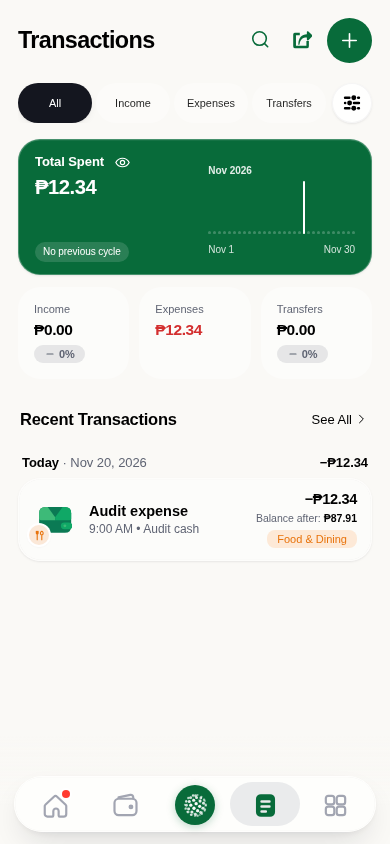 Transactions
All
Income
Expenses
Transfers
Total Spent
₱12.34
Nov 2026
No previous cycle
Nov 1
Nov 30
Income
₱0.00
− 0%
Expenses
₱12.34
Transfers
₱0.00
− 0%
Recent Transactions
See All
Today · Nov 20, 2026
−₱12.34
Audit expense
9:00 AM • Audit cash
−₱12.34
Balance after: ₱87.91
Food & Dining